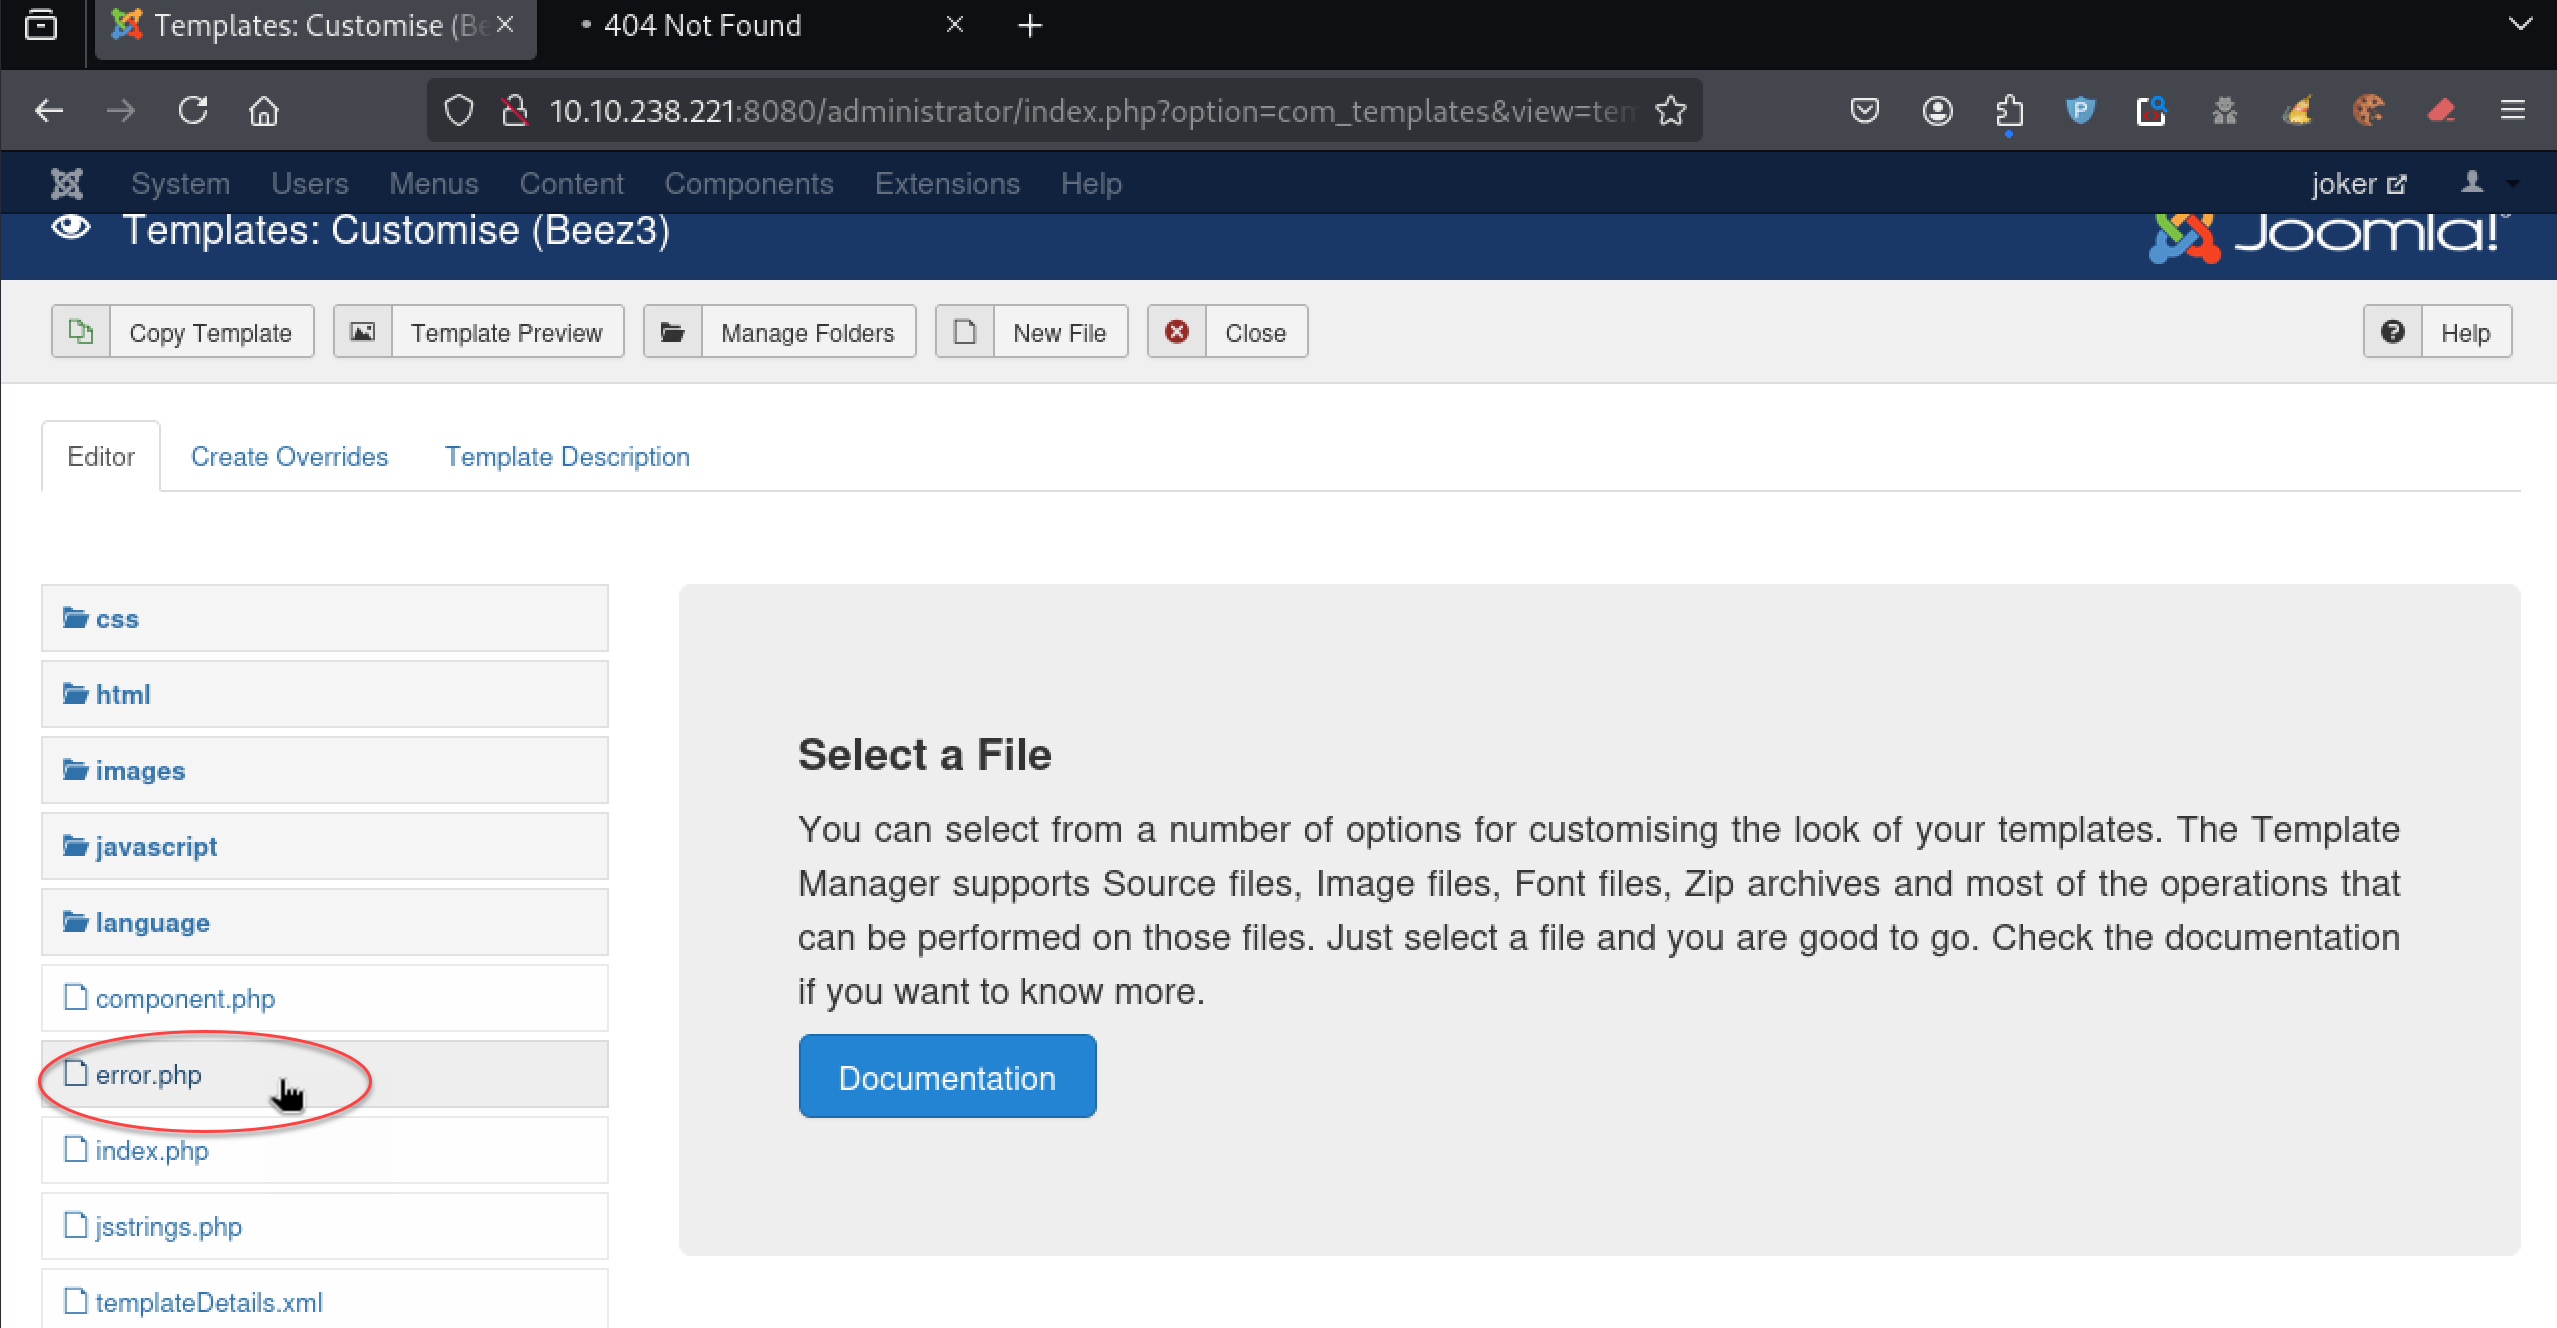 Templates: Customise (Be
404 Not Found
10.10.238.221:8080/administrator/index.php?option=com_templates&view=tem
System Users Menus Content Components Extensions Help
joker
Templates: Customise (Beez3)
Joomla!
Copy Template
Template Preview
Manage Folders
New File
Close
Help
Editor
Create Overrides
Template Description
css
html
images
javascript
language
component.php
error.php
index.php
jsstrings.php
templateDetails.xml
Select a File
You can select from a number of options for customising the look of your templates. The Template
Manager supports Source files, Image files, Font files, Zip archives and most of the operations that
can be performed on those files. Just select a file and you are good to go. Check the documentation
if you want to know more.
Documentation